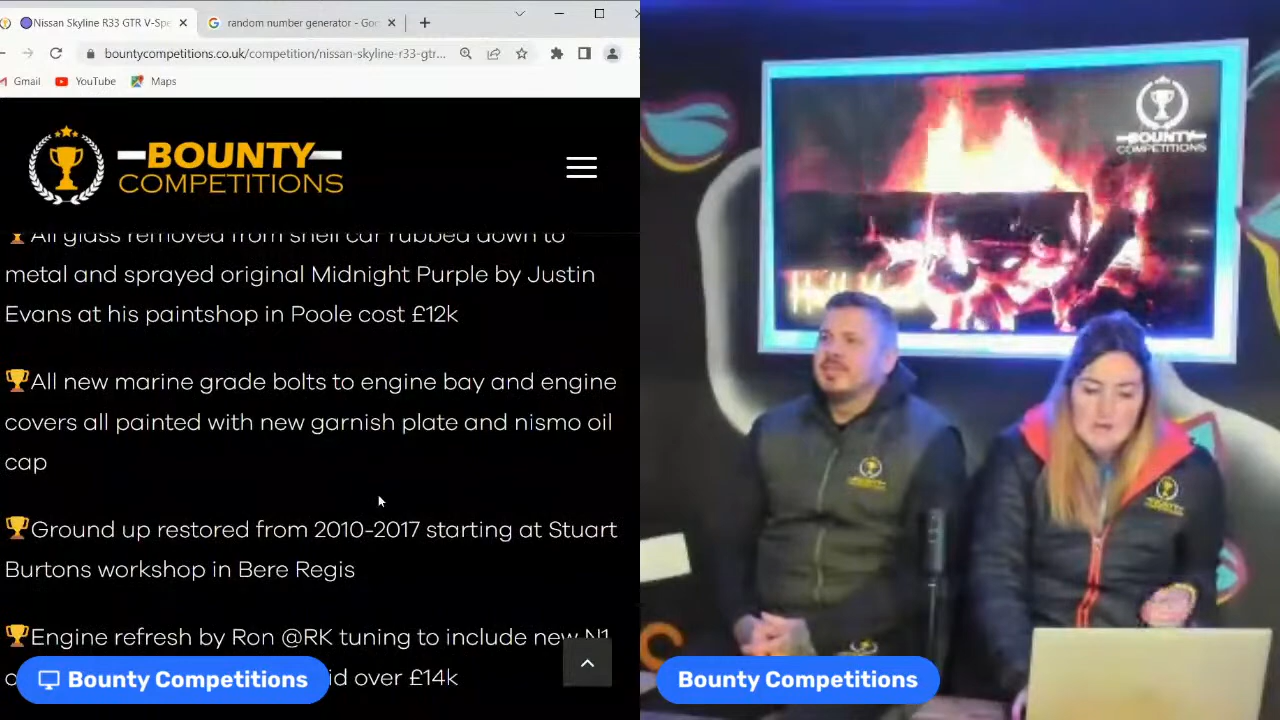 Nissan Skyline R33 GTR V-Spe
random number generator - Goo
bountycompetitions.co.uk/competition/nissan-skyline-r33-gtr...
Gmail
YouTube
Maps
BOUNTY
COMPETITIONS
All glass removed from shell car rubbed down to
metal and sprayed original Midnight Purple by Justin
Evans at his paintshop in Poole cost £12k
All new marine grade bolts to engine bay and engine
covers all painted with new garnish plate and nismo oil
cap
Ground up restored from 2010-2017 starting at Stuart
Burtons workshop in Bere Regis
Engine refresh by Ron @RK tuning to include new N1
id over £14k
Bounty Competitions
BOUNTY
COMPETITIONS
Bounty Competitions